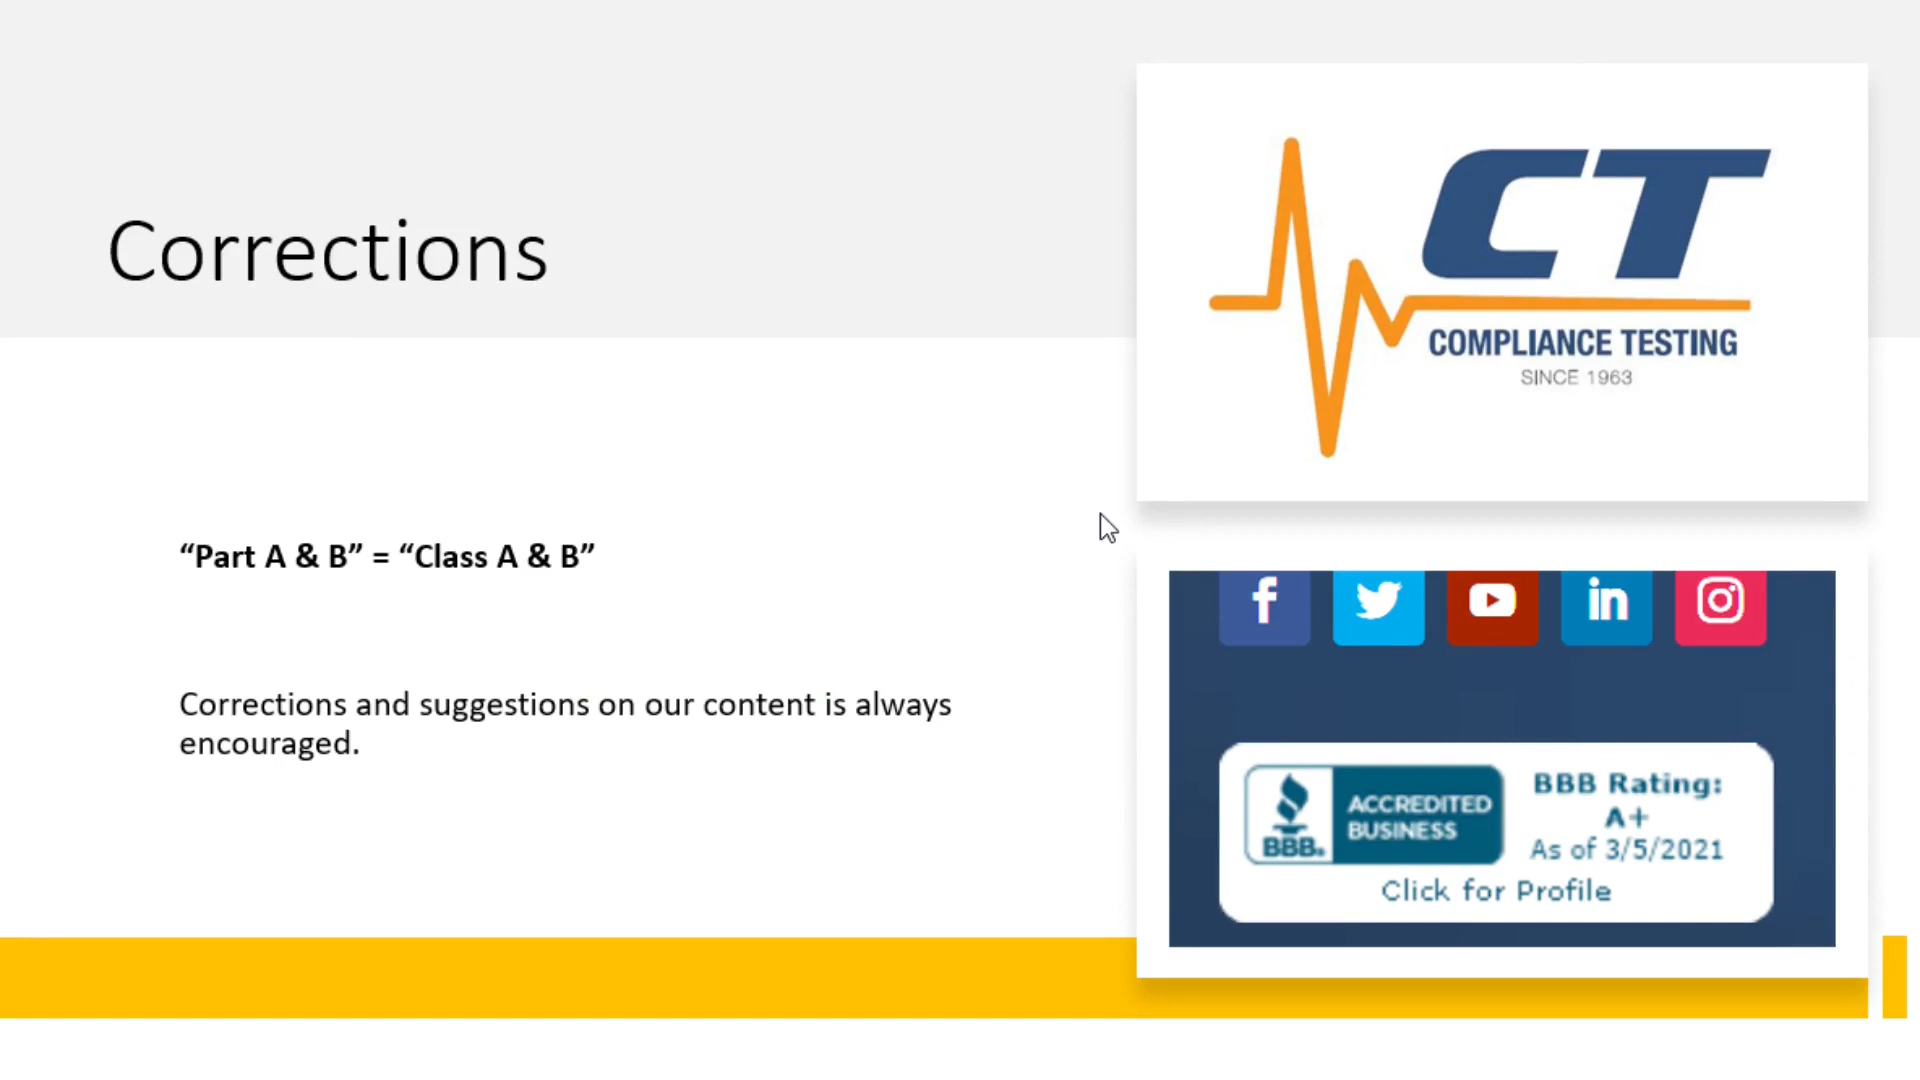 Corrections
“Part A & B” = “Class A & B”
Corrections and suggestions on our content is always
encouraged.
CT
COMPLIANCE TESTING
SINCE 1963
f
in
BBB.
ACCREDITED
BUSINESS
BBB Rating:
A+
As of 3/5/2021
Click for Profile